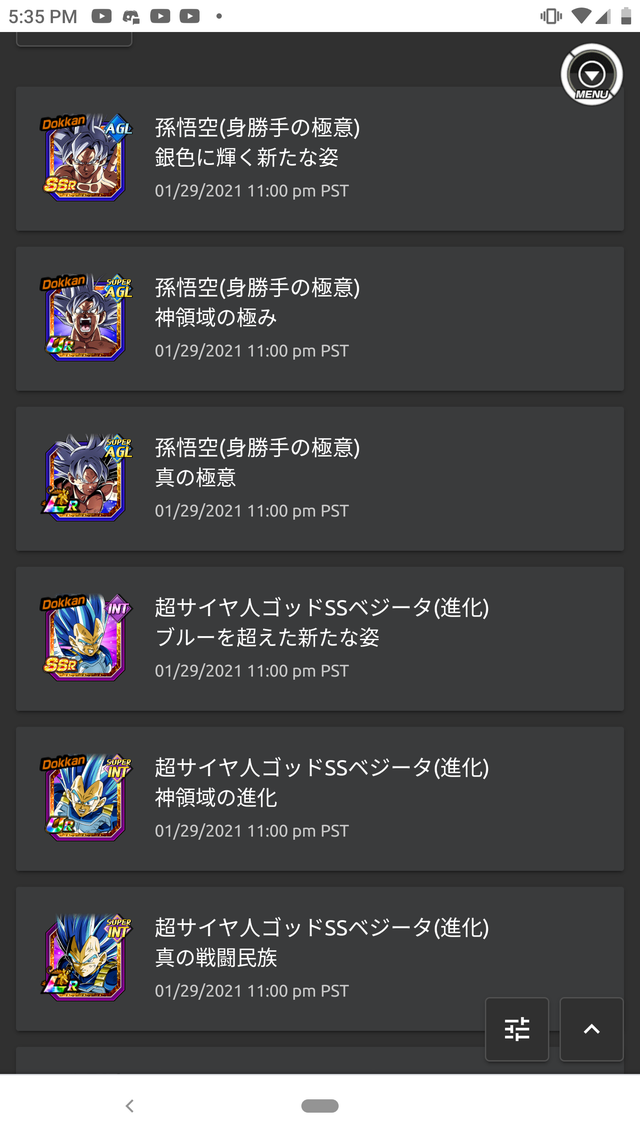 5:35 PM
MENU
Dokkan
AGL
SSR
孫悟空(身勝手の極意)
銀色に輝く新たな姿
01/29/2021 11:00 pm PST
Dokkan
SUPER
AGL
UR
孫悟空(身勝手の極意)
神領域の極み
01/29/2021 11:00 pm PST
SUPER
AGL
LR
孫悟空(身勝手の極意)
真の極意
01/29/2021 11:00 pm PST
Dokkan
INT
SSR
超サイヤ人ゴッドSSベジータ(進化)
ブルーを超えた新たな姿
01/29/2021 11:00 pm PST
Dokkan
SUPER
INT
UR
超サイヤ人ゴッドSSベジータ(進化)
神領域の進化
01/29/2021 11:00 pm PST
SUPER
INT
LR
超サイヤ人ゴッドSSベジータ(進化)
真の戦闘民族
01/29/2021 11:00 pm PST